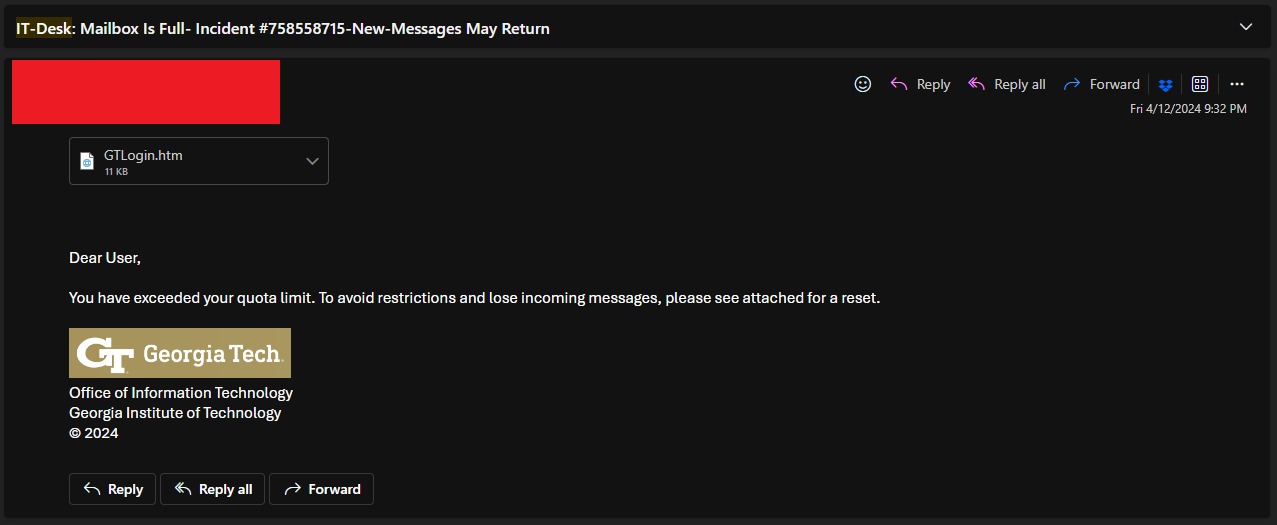 IT-Desk: Mailbox Is Full- Incident #758558715-New-Messages May Return
Reply
Reply all
Forward
Fri 4/12/2024 9:32 PM
GTLogin.htm
11 KB
Dear User,
You have exceeded your quota limit. To avoid restrictions and lose incoming messages, please see attached for a reset.
GT Georgia Tech.
Office of Information Technology
Georgia Institute of Technology
© 2024
Reply
Reply all
Forward